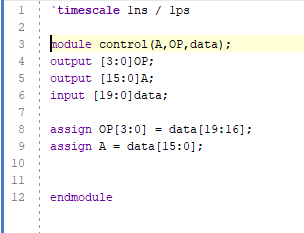 1 `timescale 1ns / 1ps
2
3 module control(A,OP,data);
4 output [3:0]OP;
5 output [15:0]A;
6 input [19:0]data;
7
8 assign OP[3:0] = data[19:16];
9 assign A = data[15:0];
10
11
12 endmodule